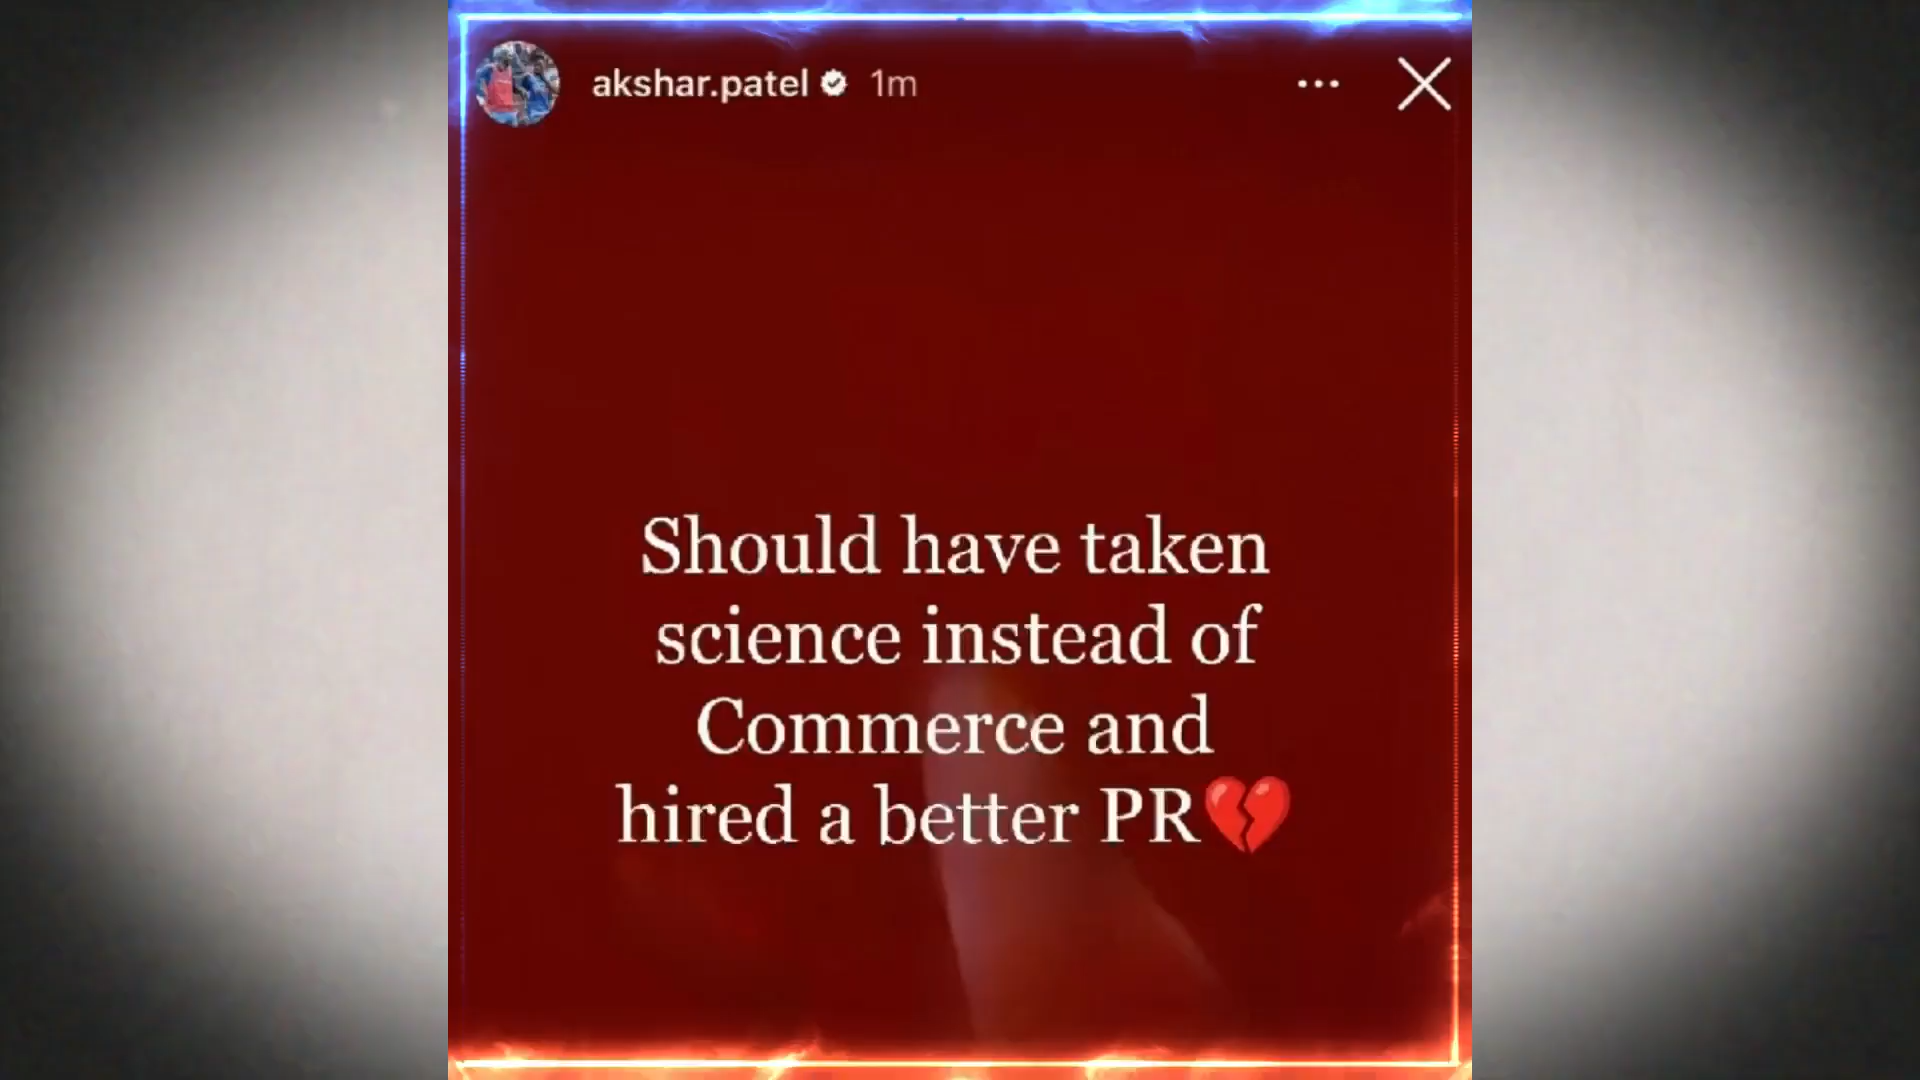 akshar.patel 1m
Should have taken
science instead of
Commerce and
hired a better PR💔